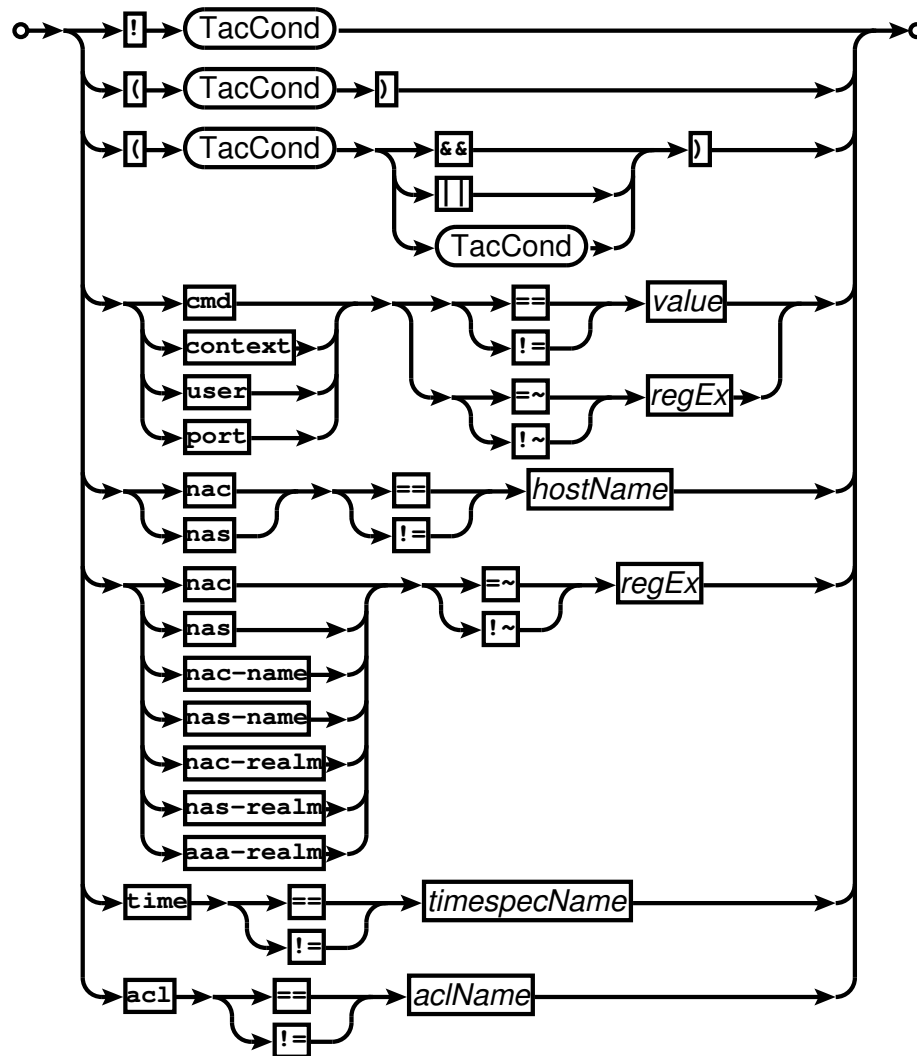 ! TacCond
( TacCond )
( TacCond && )
||
TacCond
cmd == value
context !=
user =~ regEx
port !~
nac == hostName
nas !=
nac =~ regEx
nas !~
nac-name
nas-name
nac-realm
nas-realm
aaa-realm
time == timespecName
!=
acl == aclName
!=